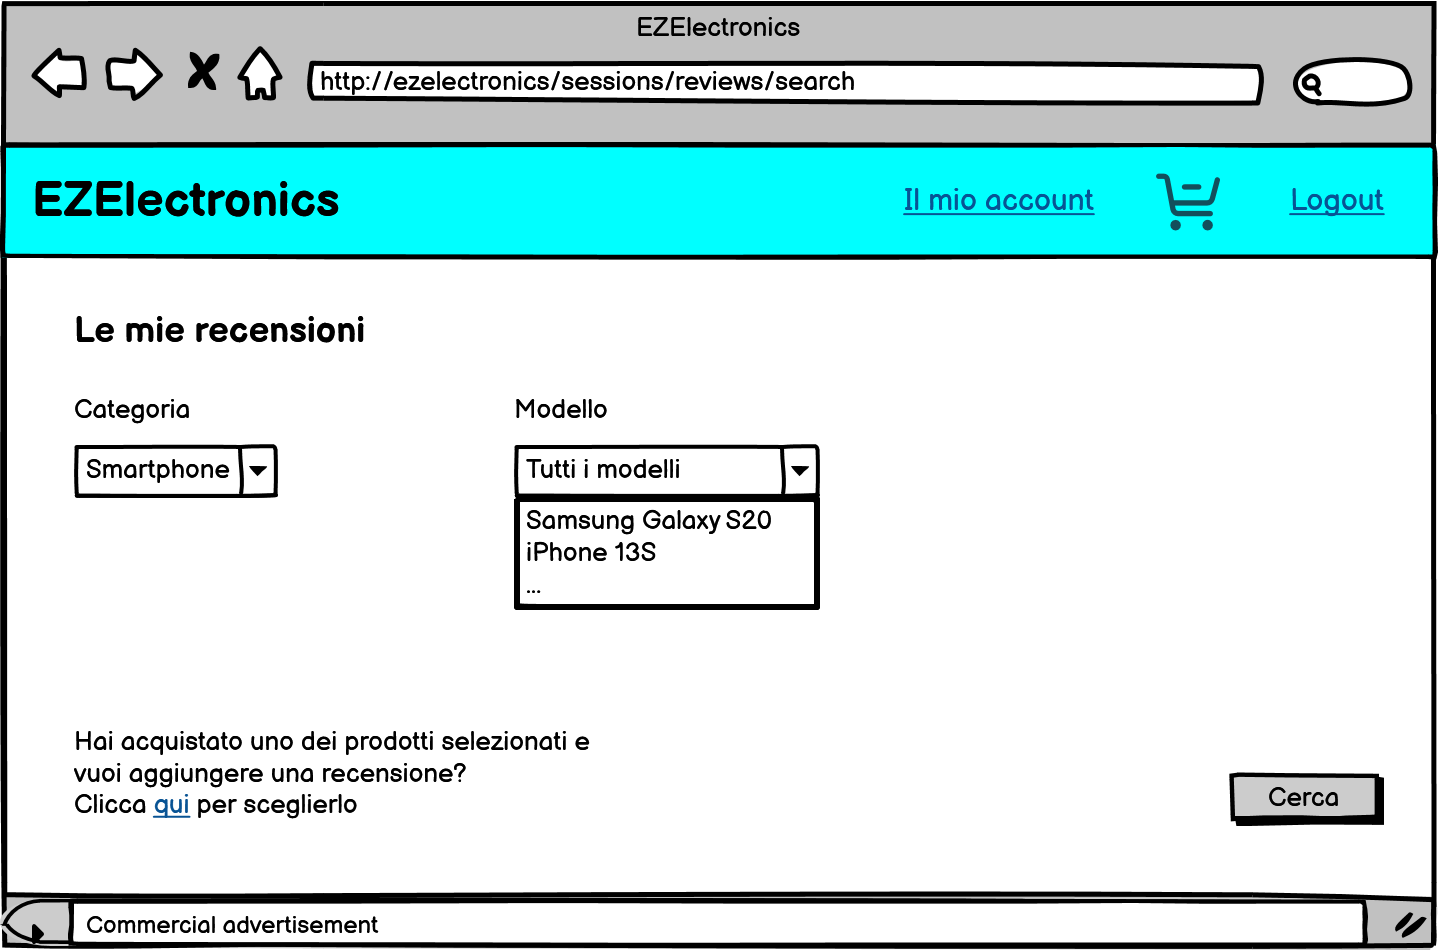 EZElectronics
http://ezelectronics/sessions/reviews/search
EZElectronics
Il mio account
Logout
Le mie recensioni
Categoria
Modello
Smartphone
Tutti i modelli
Samsung Galaxy S20
iPhone 13S
...
Hai acquistato uno dei prodotti selezionati e
vuoi aggiungere una recensione?
Clicca qui per sceglierlo
Cerca
Commercial advertisement